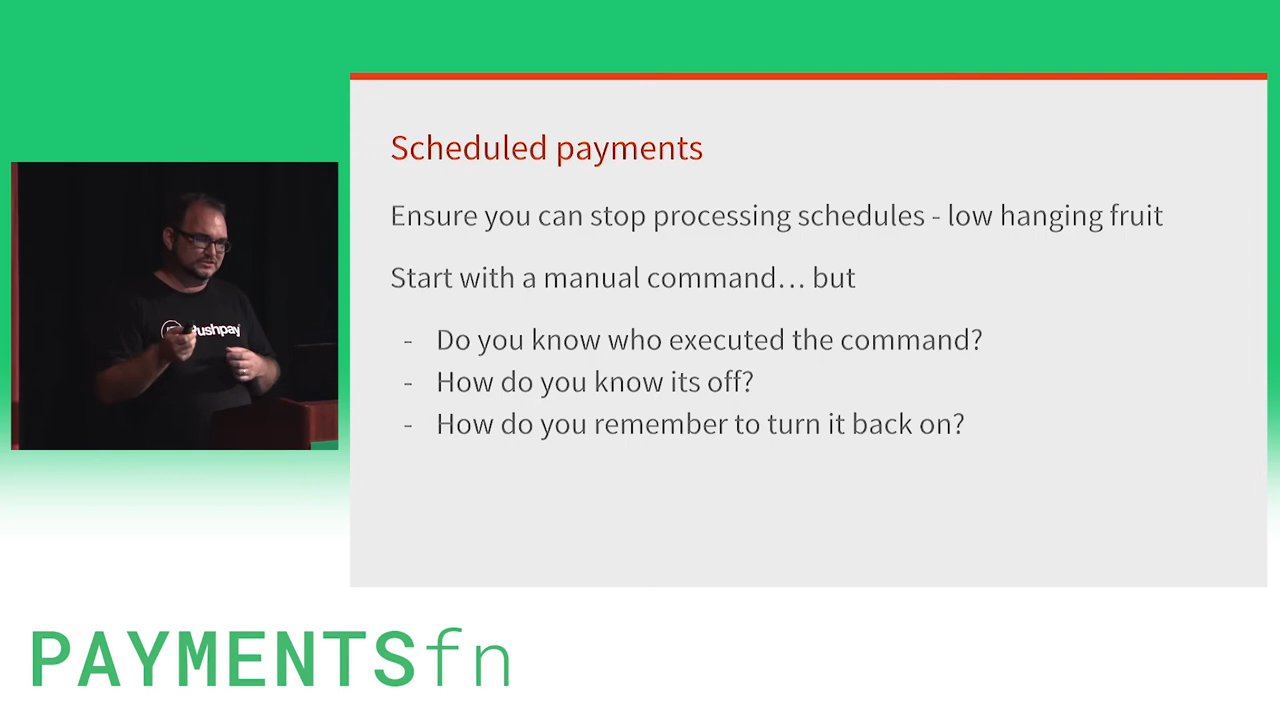 Scheduled payments
Ensure you can stop processing schedules - low hanging fruit
Start with a manual command... but
- Do you know who executed the command?
- How do you know its off?
- How do you remember to turn it back on?
ushpay
PAYMENTSfn